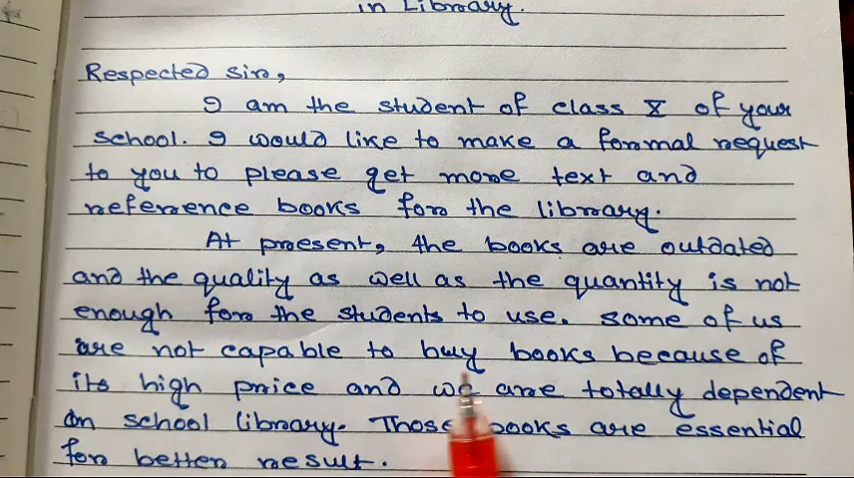 in Library.
Respected sir,
I am the student of class X of your
school. I would like to make a formal request
to you to please get more text and
reference books for the library.
At present, the books are outdated
and the quality as well as the quantity is not
enough for the students to use. Some of us
are not capable to buy books because of
its high price and we are totally dependent
on school library. Those books are essential
for better result.